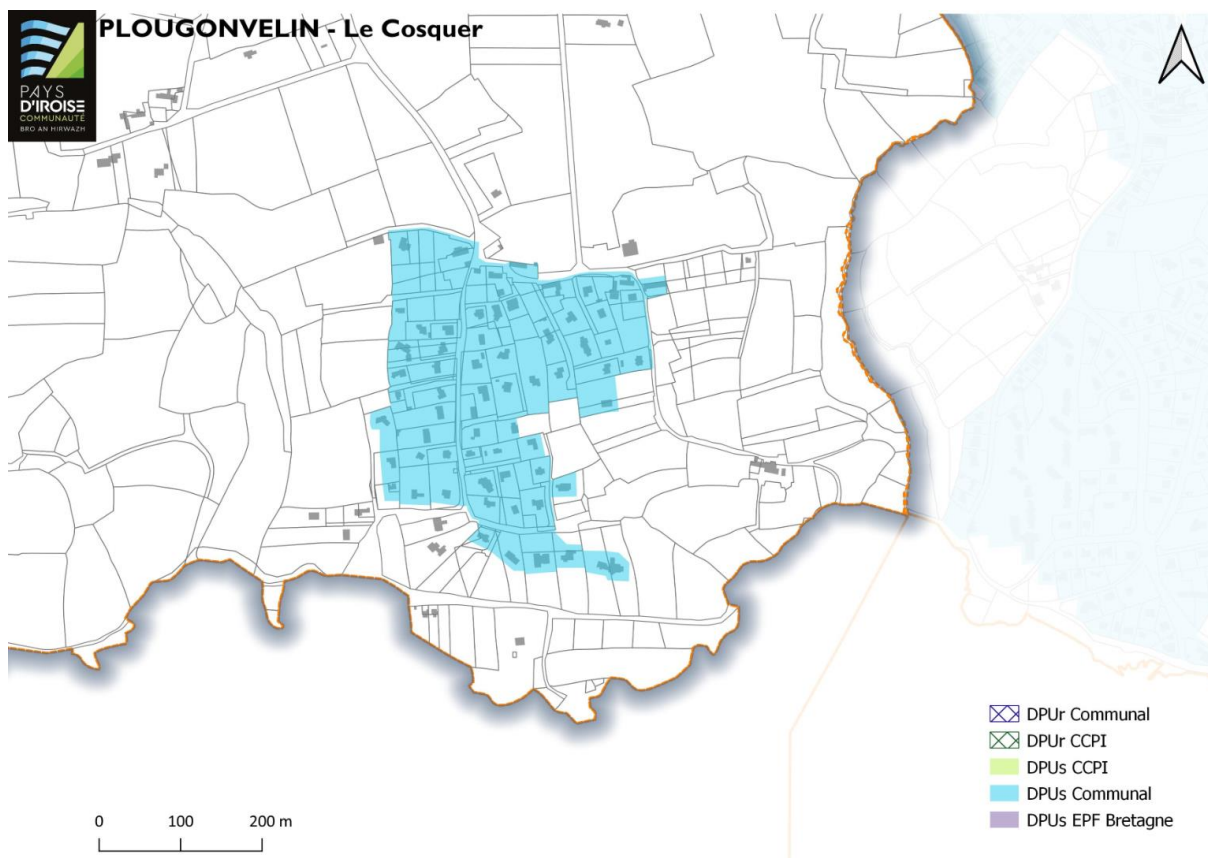 PLOUGONVELIN - Le Cosquer
PAYS
D'IROISE
COMMUNAUTÉ
BRO AN HIRWAZH
DPUr Communal
DPUr CCPI
DPUs CCPI
DPUs Communal
DPUs EPF Bretagne
0 100 200 m